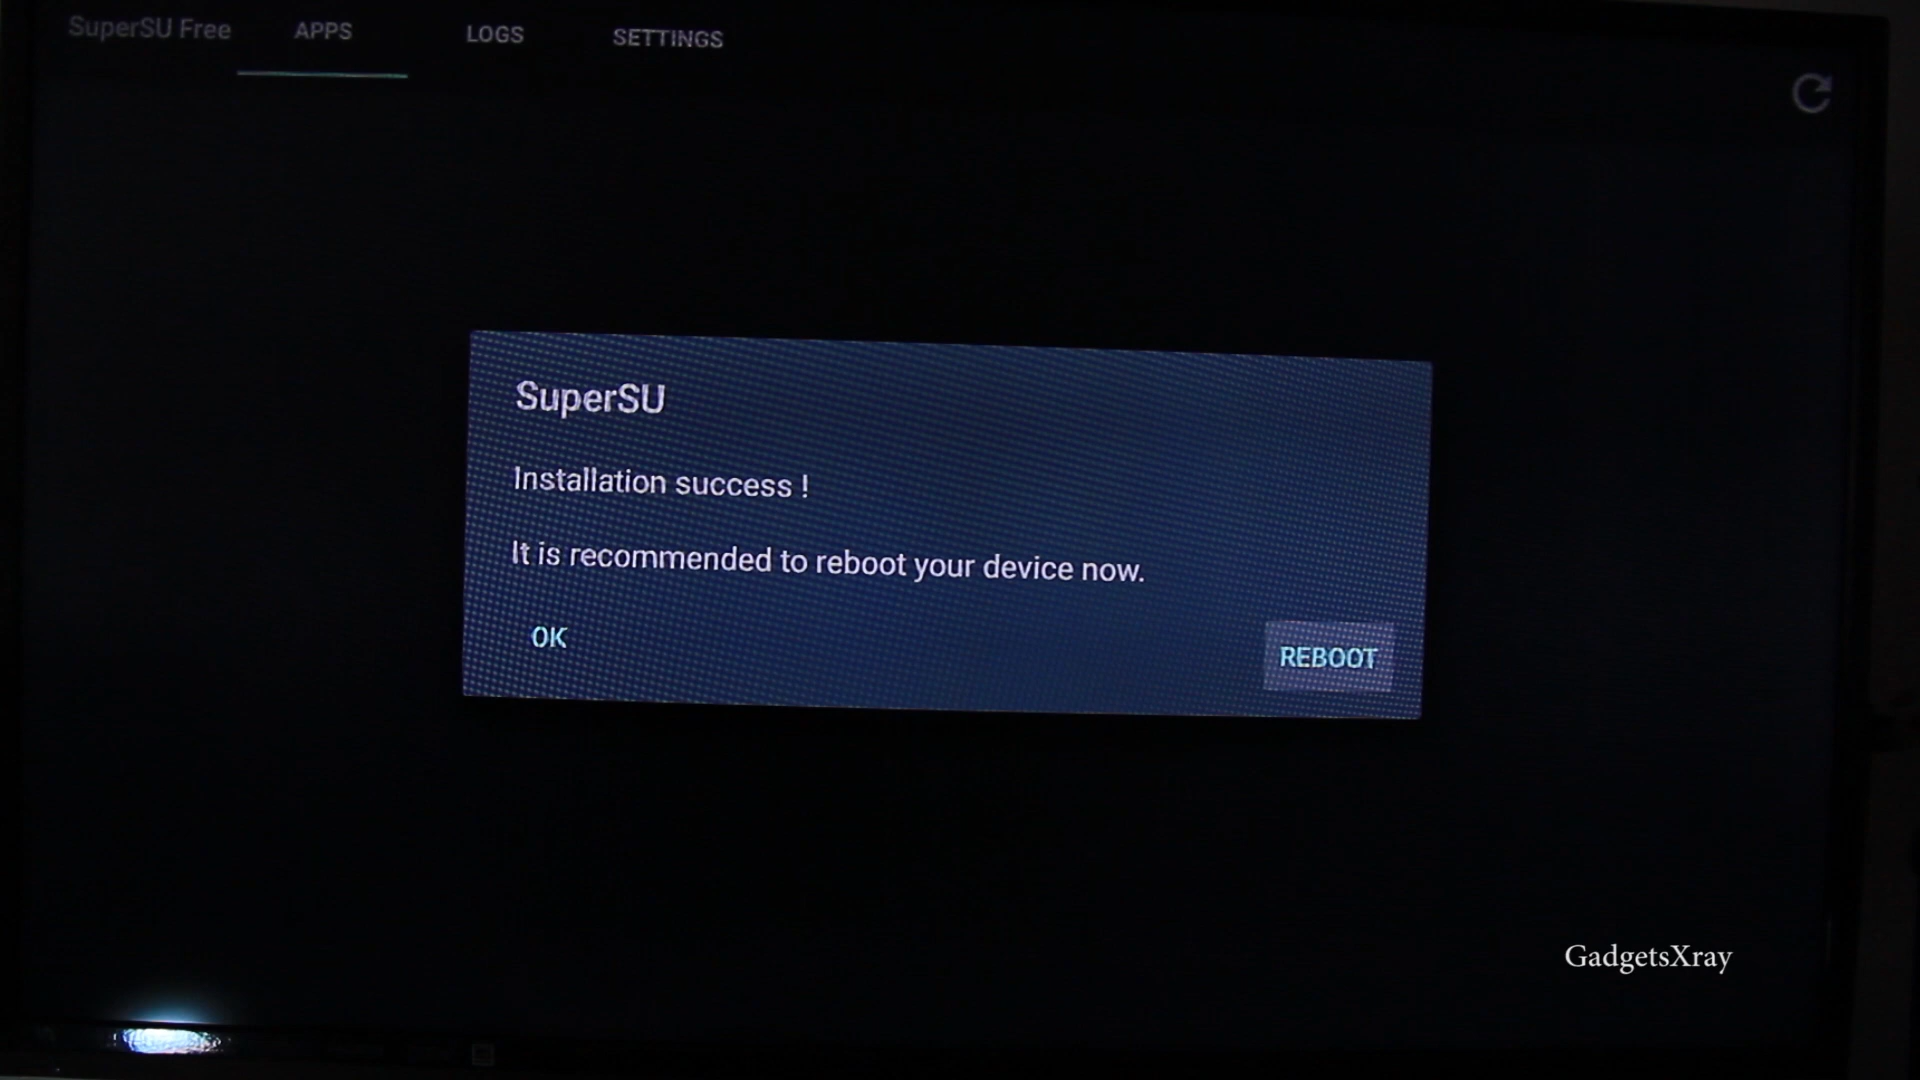 SuperSU Free APPS LOGS SETTINGS
SuperSU
Installation success !
It is recommended to reboot your device now.
OK REBOOT
GadgetsXray